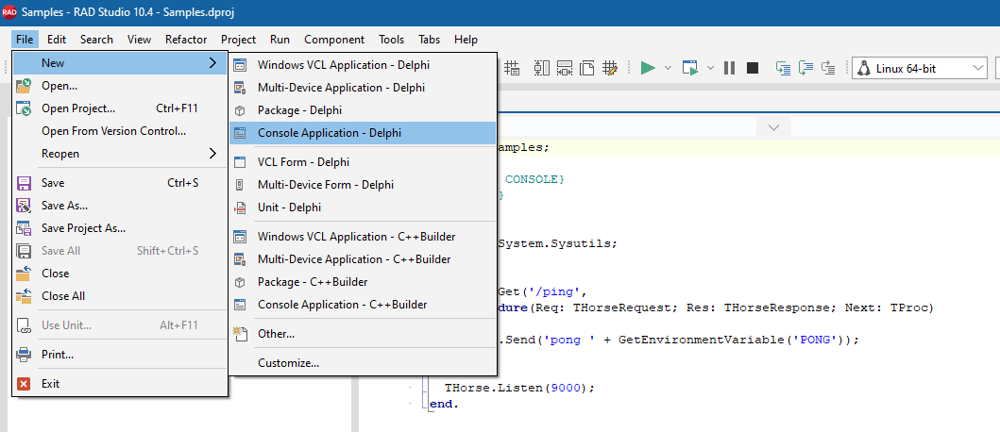 RAD Samples - RAD Studio 10.4 - Samples.dproj
File Edit Search View Refactor Project Run Component Tools Tabs Help
New
Open...
Open Project... Ctrl+F11
Open From Version Control...
Reopen
Save Ctrl+S
Save As...
Save Project As...
Save All Shift+Ctrl+S
Close
Close All
Use Unit... Alt+F11
Print...
Exit
Windows VCL Application - Delphi
Multi-Device Application - Delphi
Package - Delphi
Console Application - Delphi
VCL Form - Delphi
Multi-Device Form - Delphi
Unit - Delphi
Windows VCL Application - C++Builder
Multi-Device Application - C++Builder
Package - C++Builder
Console Application - C++Builder
Other...
Customize...
Linux 64-bit
amples;
CONSOLE}
}
System.Sysutils;
Get('/ping',
dure(Req: THorseRequest; Res: THorseResponse; Next: TProc)
.Send('pong ' + GetEnvironmentVariable('PONG'));
THorse.Listen(9000);
end.